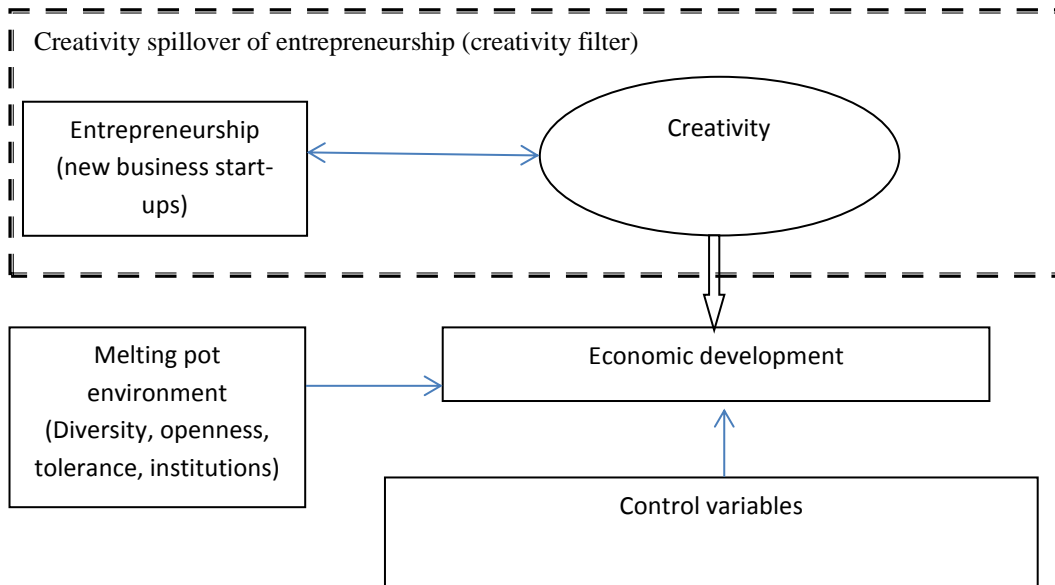 Creativity spillover of entrepreneurship (creativity filter)
Entrepreneurship
(new business start-
ups)
Creativity
Melting pot
environment
(Diversity, openness,
tolerance, institutions)
Economic development
Control variables